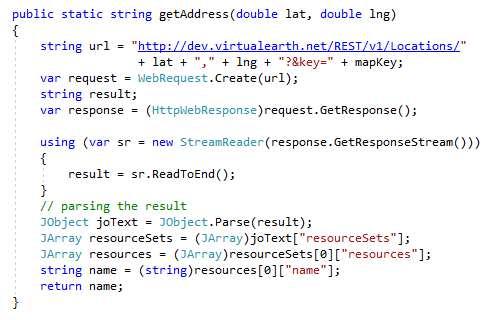 public static string getAddress(double lat, double lng)
{
    string url = "http://dev.virtualearth.net/REST/v1/Locations/"
                 + lat + "," + lng + "?&key=" + mapKey;
    var request = WebRequest.Create(url);
    string result;
    var response = (HttpWebResponse)request.GetResponse();

    using (var sr = new StreamReader(response.GetResponseStream()))
    {
        result = sr.ReadToEnd();
    }
    // parsing the result
    JObject joText = JObject.Parse(result);
    JArray resourceSets = (JArray)joText["resourceSets"];
    JArray resources = (JArray)resourceSets[0]["resources"];
    string name = (string)resources[0]["name"];
    return name;
}